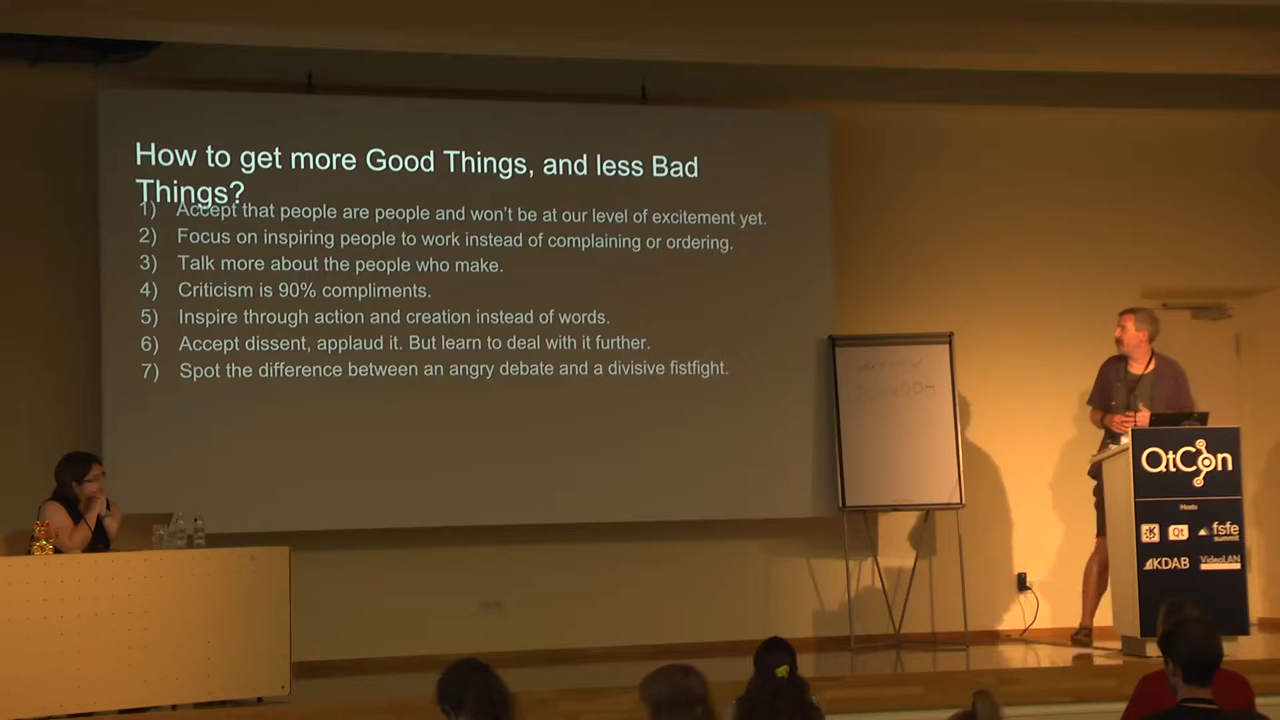 How to get more Good Things, and less Bad
Things?
1) Accept that people are people and won't be at our level of excitement yet.
2) Focus on inspiring people to work instead of complaining or ordering.
3) Talk more about the people who make.
4) Criticism is 90% compliments.
5) Inspire through action and creation instead of words.
6) Accept dissent, applaud it. But learn to deal with it further.
7) Spot the difference between an angry debate and a divisive fistfight.
QtCon
Hosts
Qt
fsfe
summit
KDAB
VideoLAN